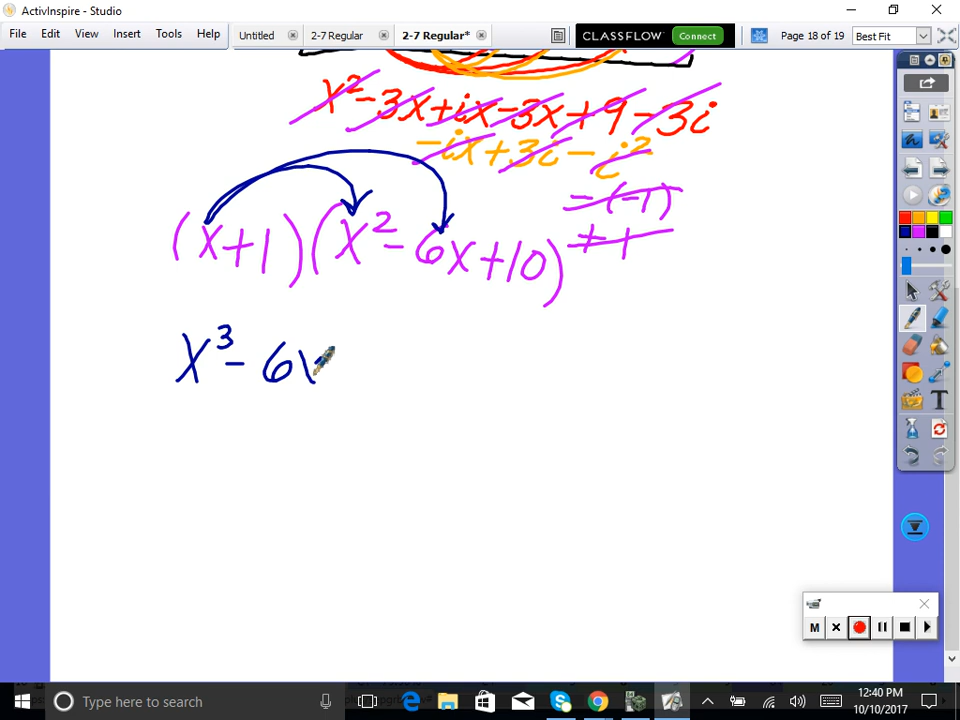 ActivInspire - Studio
File Edit View Insert Tools Help Untitled 2-7 Regular 2-7 Regular* CLASSFLOW Connect Page 18 of 19 Best Fit
x² - 3x + ix - 3x + 9 - 3i
- ix + 3i - i²
- (-1)
+ 1
(x+1)(x² - 6x + 10)
x³ - 6
M
Type here to search
12:40 PM
10/10/2017